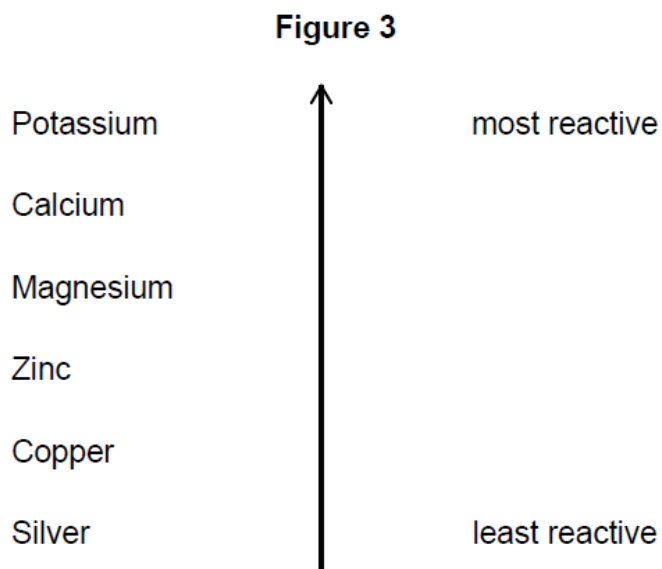 Figure 3
Potassium most reactive
Calcium
Magnesium
Zinc
Copper
Silver least reactive